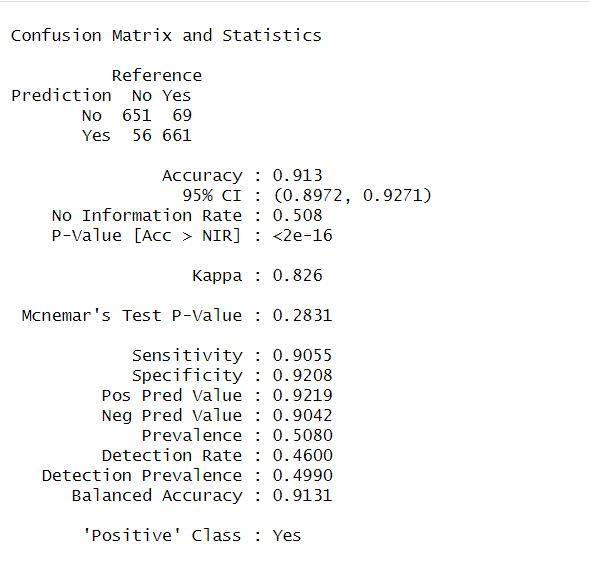 Confusion Matrix and Statistics
Reference
Prediction No Yes
No 651 69
Yes 56 661
Accuracy : 0.913
95% CI : (0.8972, 0.9271)
No Information Rate : 0.508
P-Value [Acc > NIR] : <2e-16
Kappa : 0.826
Mcnemar's Test P-Value : 0.2831
Sensitivity : 0.9055
Specificity : 0.9208
Pos Pred Value : 0.9219
Neg Pred Value : 0.9042
Prevalence : 0.5080
Detection Rate : 0.4600
Detection Prevalence : 0.4990
Balanced Accuracy : 0.9131
'Positive' Class : Yes